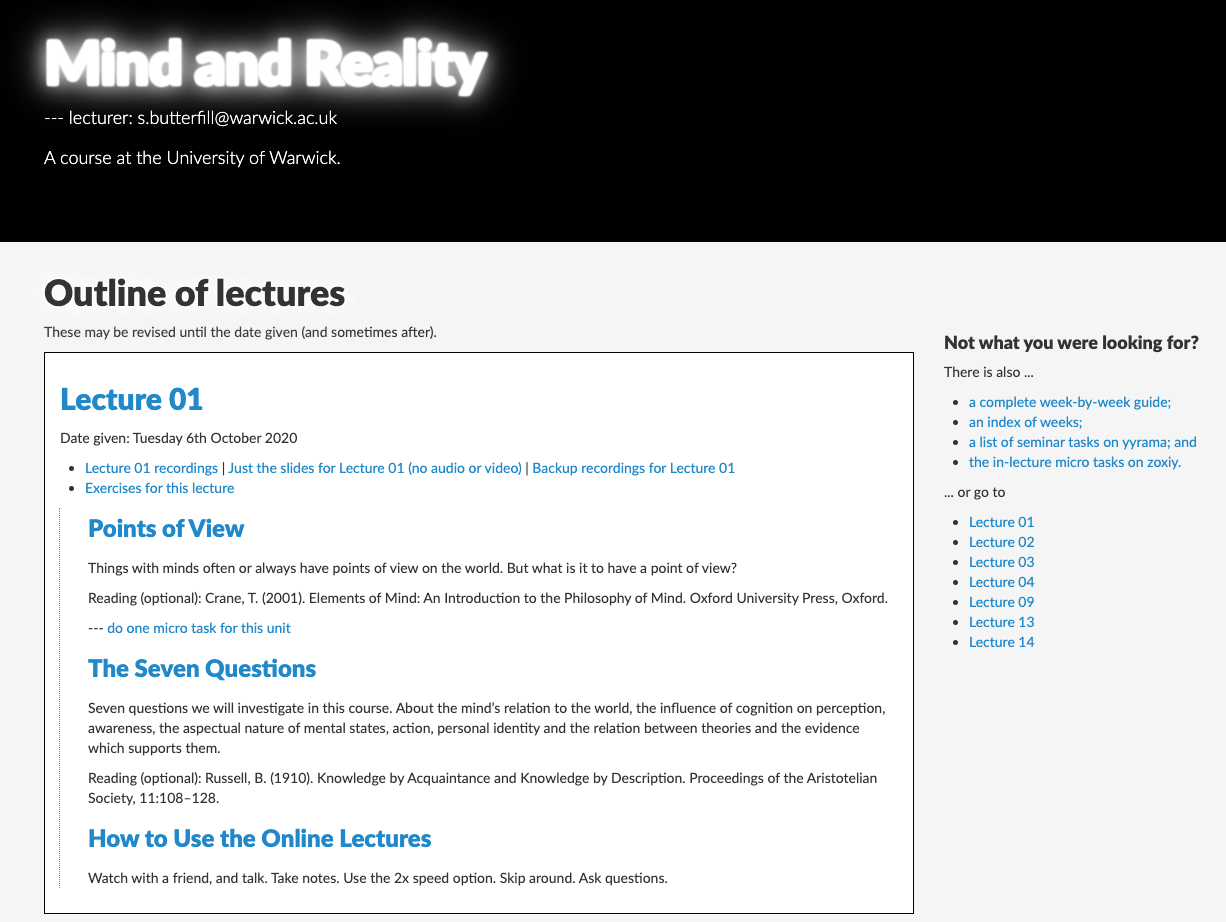 Mind and Reality
--- lecturer: s.butterfill@warwick.ac.uk
A course at the University of Warwick.
Outline of lectures
These may be revised until the date given (and sometimes after).
Lecture 01
Date given: Tuesday 6th October 2020
Lecture 01 recordings | Just the slides for Lecture 01 (no audio or video) | Backup recordings for Lecture 01
Exercises for this lecture
Points of View
Things with minds often or always have points of view on the world. But what is it to have a point of view?
Reading (optional): Crane, T. (2001). Elements of Mind: An Introduction to the Philosophy of Mind. Oxford University Press, Oxford.
--- do one micro task for this unit
The Seven Questions
Seven questions we will investigate in this course. About the mind’s relation to the world, the influence of cognition on perception,
awareness, the aspectual nature of mental states, action, personal identity and the relation between theories and the evidence
which supports them.
Reading (optional): Russell, B. (1910). Knowledge by Acquaintance and Knowledge by Description. Proceedings of the Aristotelian
Society, 11:108–128.
How to Use the Online Lectures
Watch with a friend, and talk. Take notes. Use the 2x speed option. Skip around. Ask questions.
Not what you were looking for?
There is also ...
a complete week-by-week guide;
an index of weeks;
a list of seminar tasks on yyrama; and
the in-lecture micro tasks on zoxiy.
... or go to
Lecture 01
Lecture 02
Lecture 03
Lecture 04
Lecture 09
Lecture 13
Lecture 14